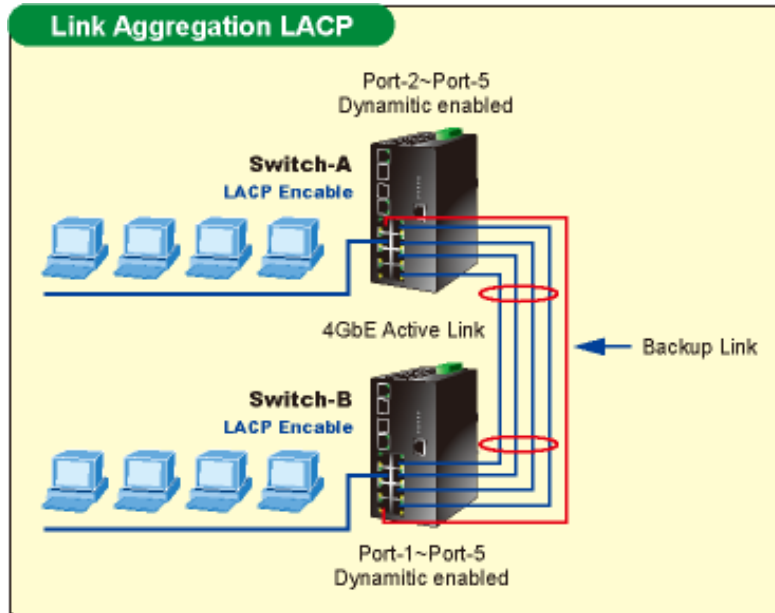 Link Aggregation LACP
Port-2~Port-5
Dynamitic enabled
Switch-A
LACP Encable
4GbE Active Link
Backup Link
Switch-B
LACP Encable
Port-1~Port-5
Dynamitic enabled